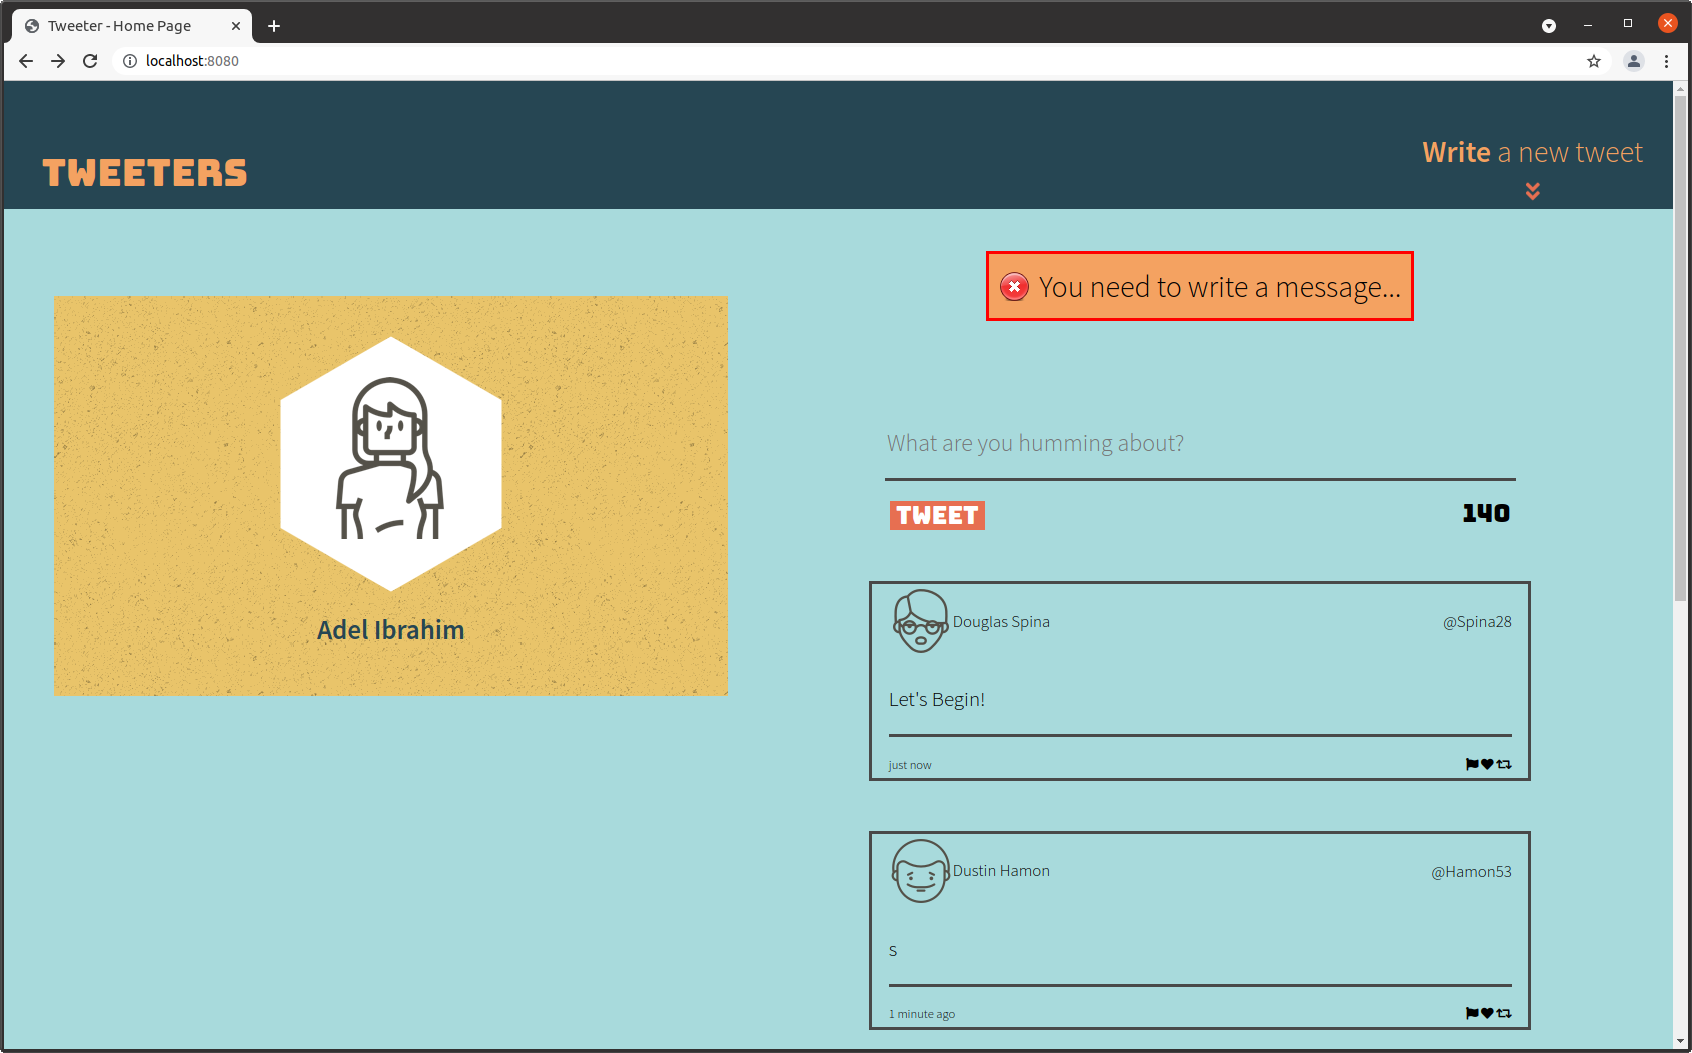 Tweeter - Home Page
localhost:8080
TWEETERS
Write a new tweet
You need to write a message...
What are you humming about?
TWEET
140
Adel Ibrahim
Douglas Spina
@Spina28
Let's Begin!
just now
Dustin Hamon
@Hamon53
s
1 minute ago